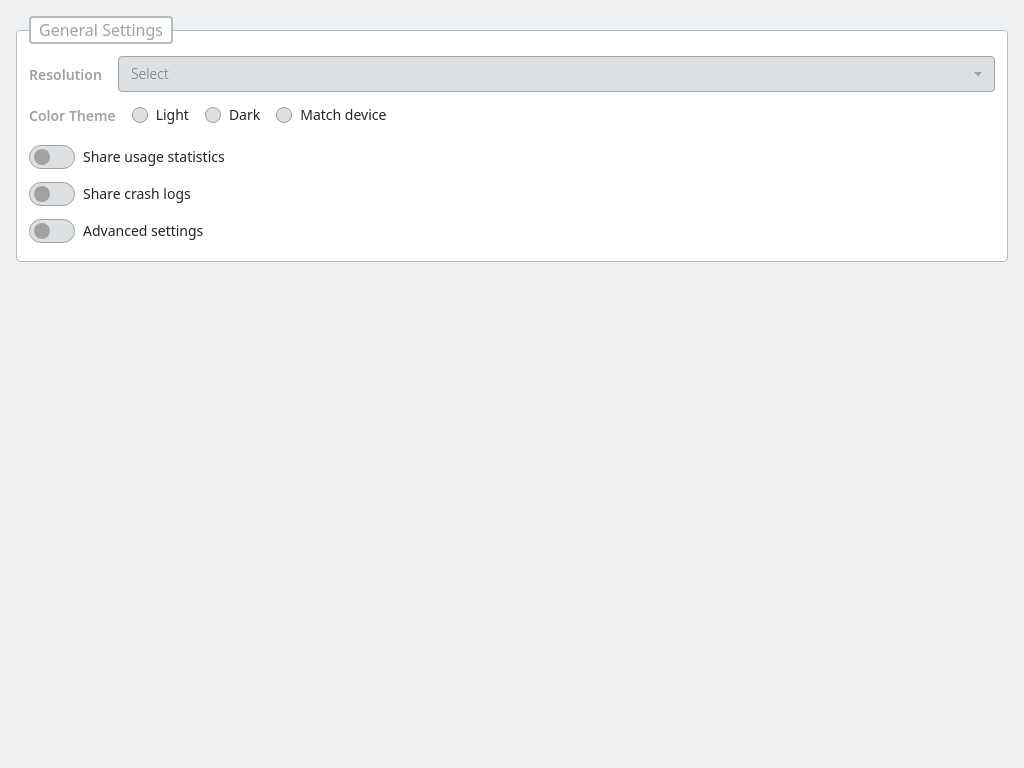 General Settings
Resolution Select
Color Theme Light Dark Match device
Share usage statistics
Share crash logs
Advanced settings